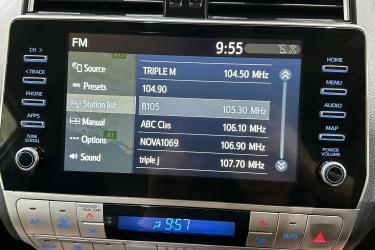 FM 9:55
CH >
<TRACK
PHONE
APPS
TUNE SCROLL
Source
Presets
Station list
Manual
Options
Sound
TRIPLE M 104.50 MHz
104.90
B105 105.30 MHz
ABC Clas 106.10 MHz
NOVA1069 106.90 MHz
triple j 107.70 MHz
HOME
MENU
AUDIO
MAP
POWER VOLUME
9:57
A/C
AUTO